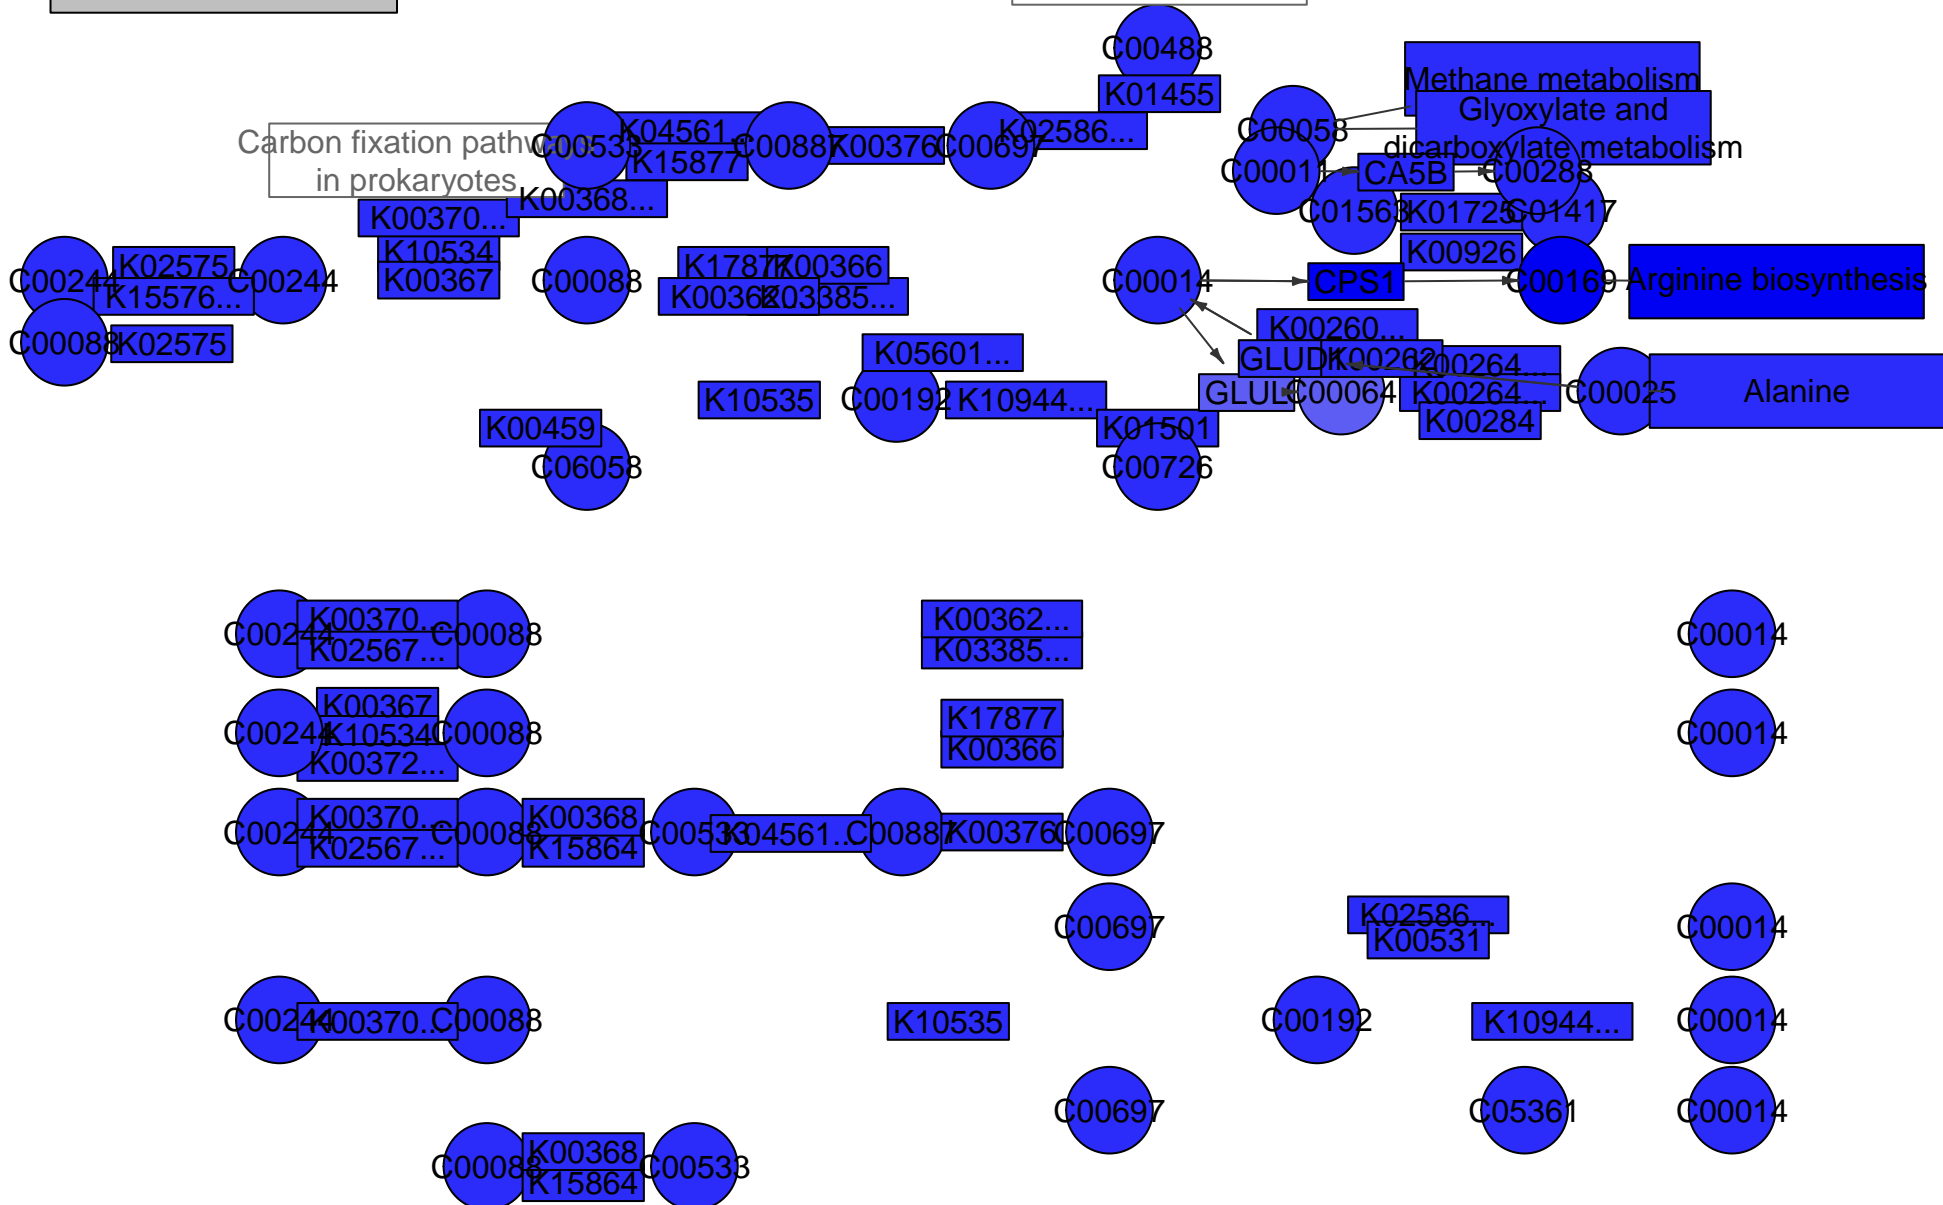 C00488
K01455
Methane metabolism
Glyoxylate and
dicarboxylate metabolism
C00058
Carbon fixation pathways
in prokaryotes
C00533
K04561...
K15877
C00887
K00376
C00697
K02586...
C00011
CA5B
C00288
C01563
K01725
C01417
K00368...
K00370...
K10534
K00367
K00926
C00244
K02575
K15576...
C00244
C00088
K17877
K00366
K00362...
K03385...
C00014
CPS1
C00169
Arginine biosynthesis
C00088
K02575
K00260...
K05601...
K00262
K00264...
GLUL
C00064
K00264...
K00284
C00025
Alanine
K10535
C00192
K10944...
K00459
C06058
K01501
C00726
C00244
K00370...
K02567...
C00088
K00362...
K03385...
C00014
C00244
K00367
K10534
K00372...
C00088
K17877
K00366
C00014
C00244
K00370...
K02567...
C00088
K00368
K15864
C00533
K04561...
C00887
K00376
C00697
C00697
K02586...
K00531
C00014
C00244
K00370...
C00088
K10535
C00192
K10944...
C00014
C00697
C05361
C00014
C00088
K00368
K15864
C00533